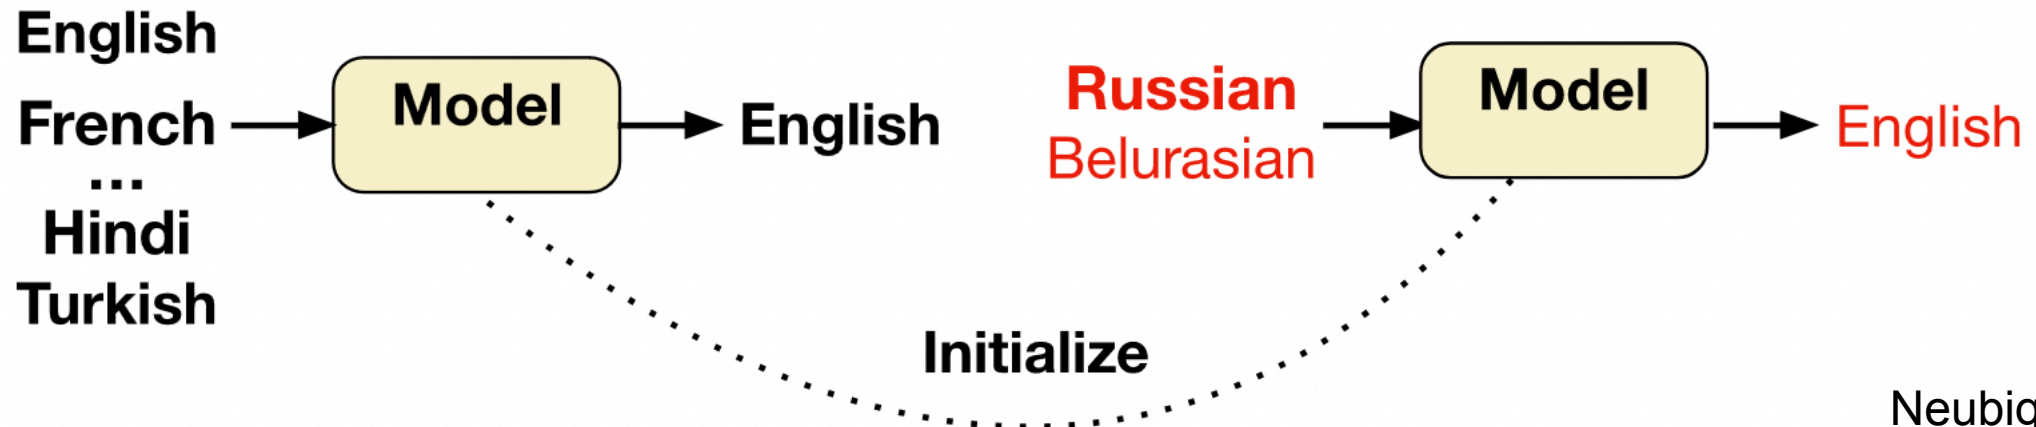 English
French
...
Hindi
Turkish
Model
English
Russian
Belurasian
Model
English
Initialize